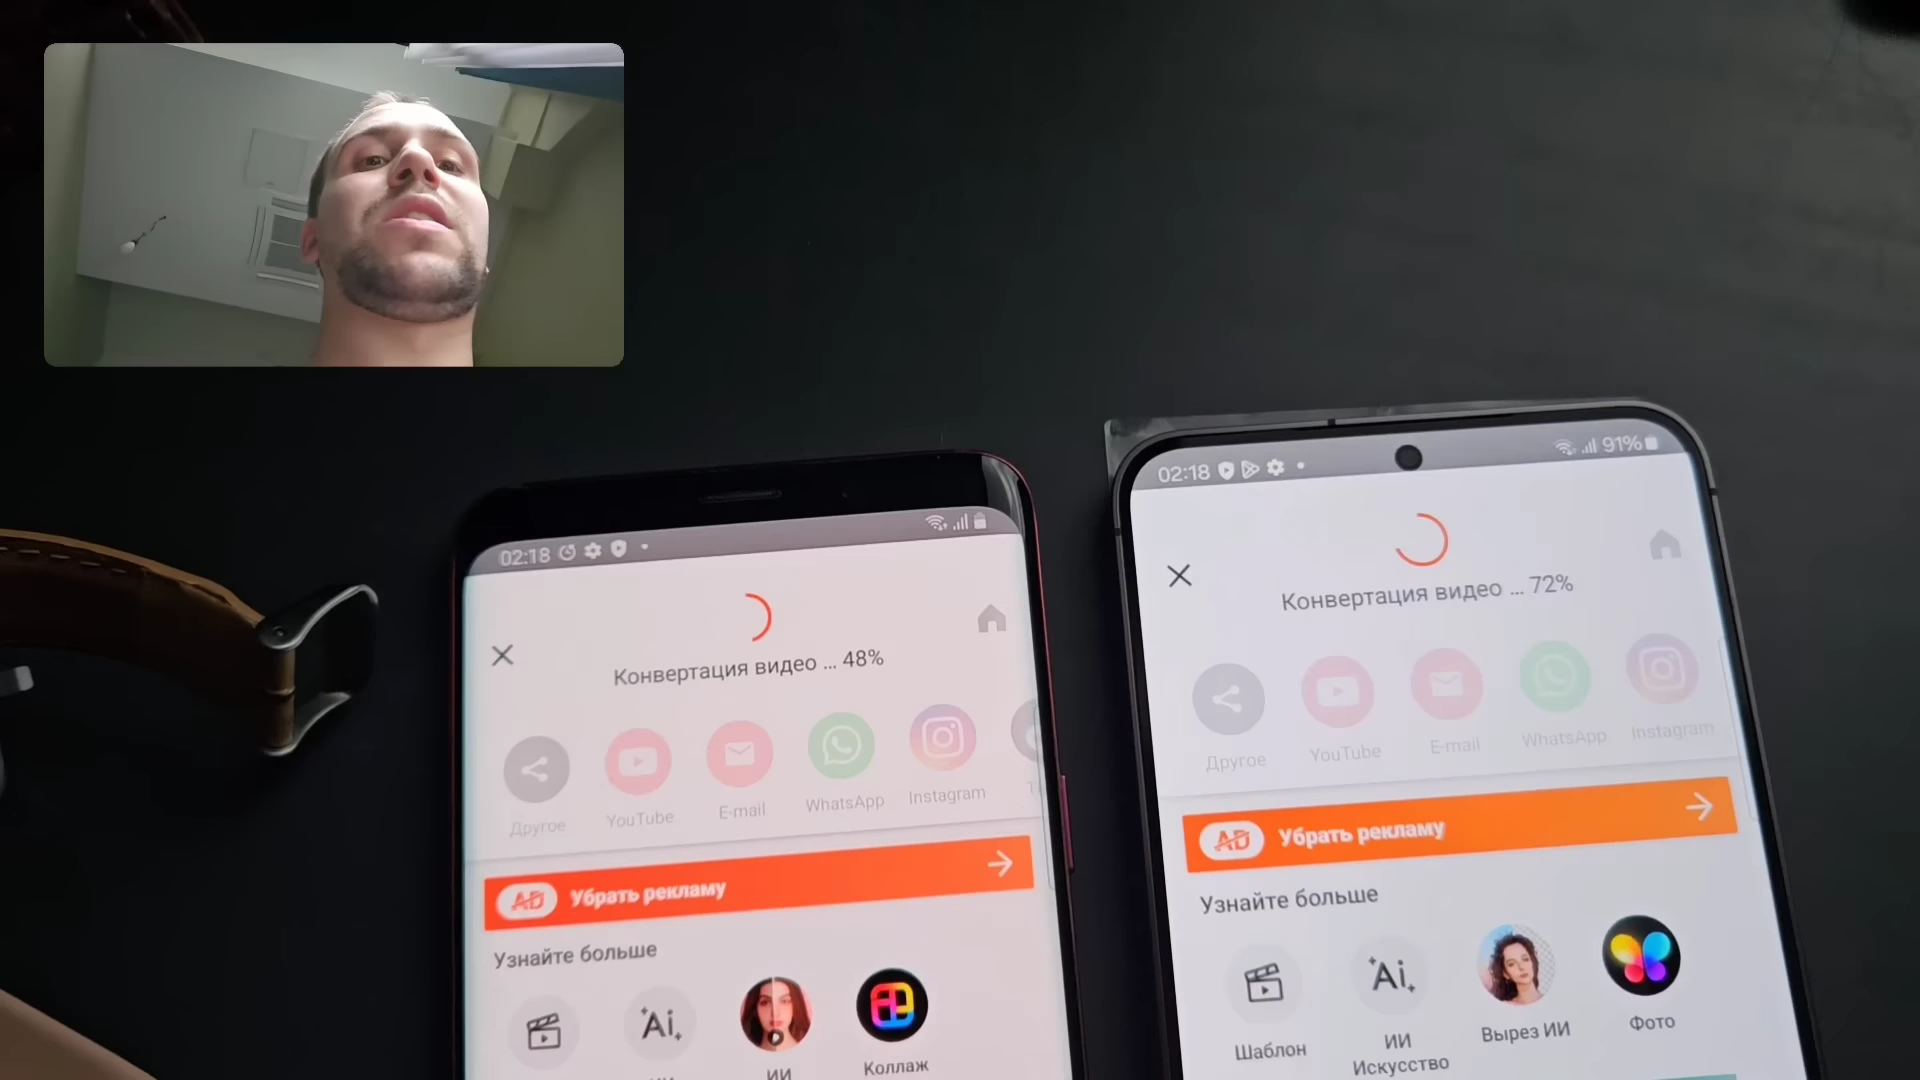 02:18
Конвертация видео ... 48%
Другое
YouTube
E-mail
WhatsApp
Instagram
AD Убрать рекламу
Узнайте больше
Ai
ИИ
Коллаж
02:18
91%
Конвертация видео ... 72%
Другое
YouTube
E-mail
WhatsApp
Instagram
AD Убрать рекламу
Узнайте больше
Ai
Шаблон
ИИ
Искусство
Вырез ИИ
Фото